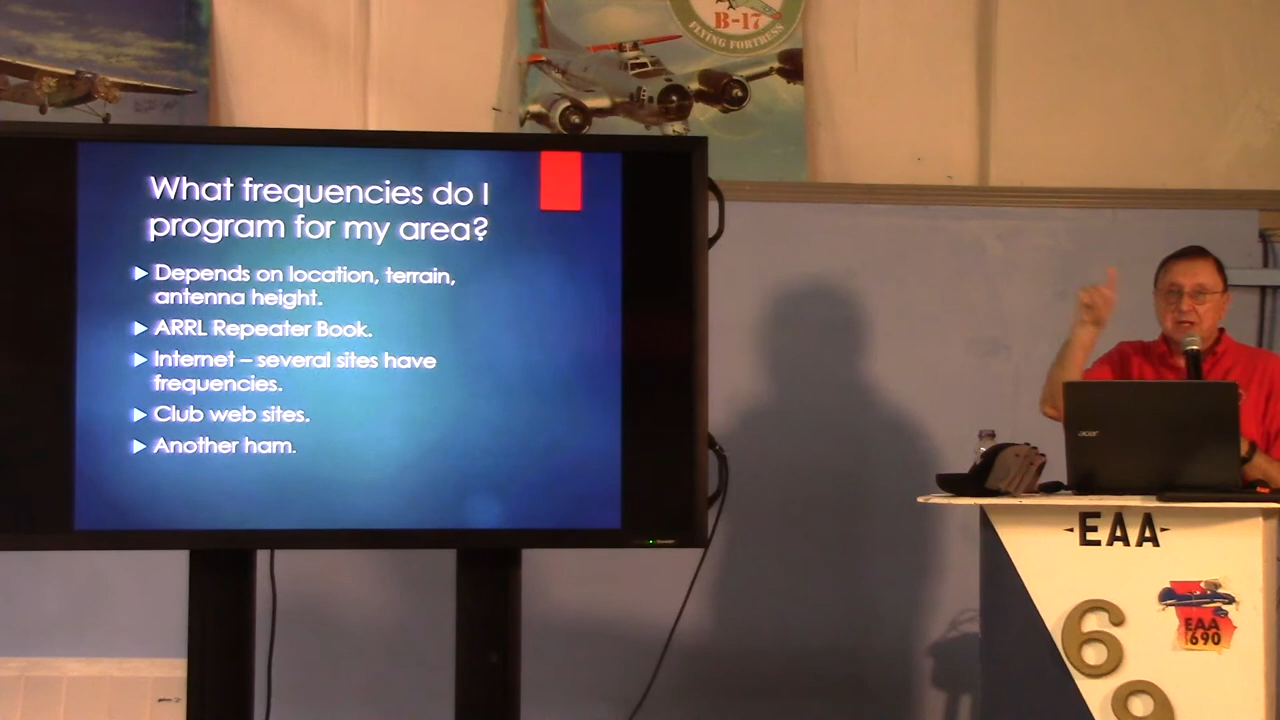 B-17
FLYING FORTRESS
What frequencies do I
program for my area?
Depends on location, terrain,
antenna height.
ARRL Repeater Book.
Internet – several sites have
frequencies.
Club web sites.
Another ham.
acer
-EAA-
EAA
690
6
9